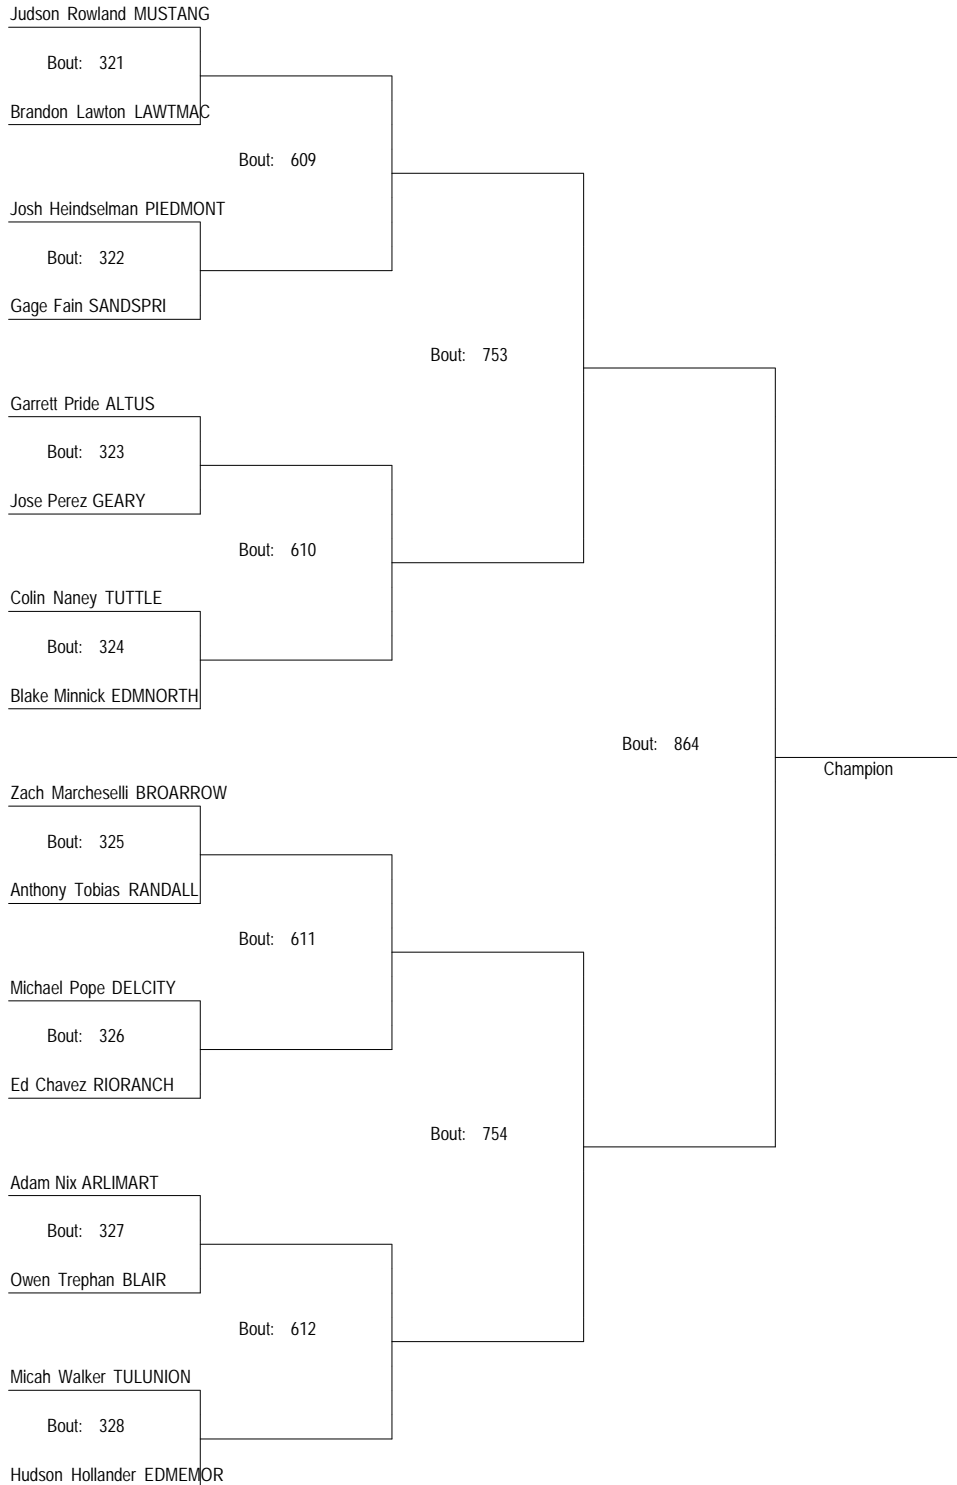 Judson Rowland MUSTANG
Bout: 321
Brandon Lawton LAWTMAC
Bout: 609
Josh Heindselman PIEDMONT
Bout: 322
Gage Fain SANDSPRI
Bout: 753
Garrett Pride ALTUS
Bout: 323
Jose Perez GEARY
Bout: 610
Colin Naney TUTTLE
Bout: 324
Blake Minnick EDMNORTH
Bout: 864
Champion
Zach Marcheselli BROARROW
Bout: 325
Anthony Tobias RANDALL
Bout: 611
Michael Pope DELCITY
Bout: 326
Ed Chavez RIORANCH
Bout: 754
Adam Nix ARLIMART
Bout: 327
Owen Trephan BLAIR
Bout: 612
Micah Walker TULUNION
Bout: 328
Hudson Hollander EDMEMOR